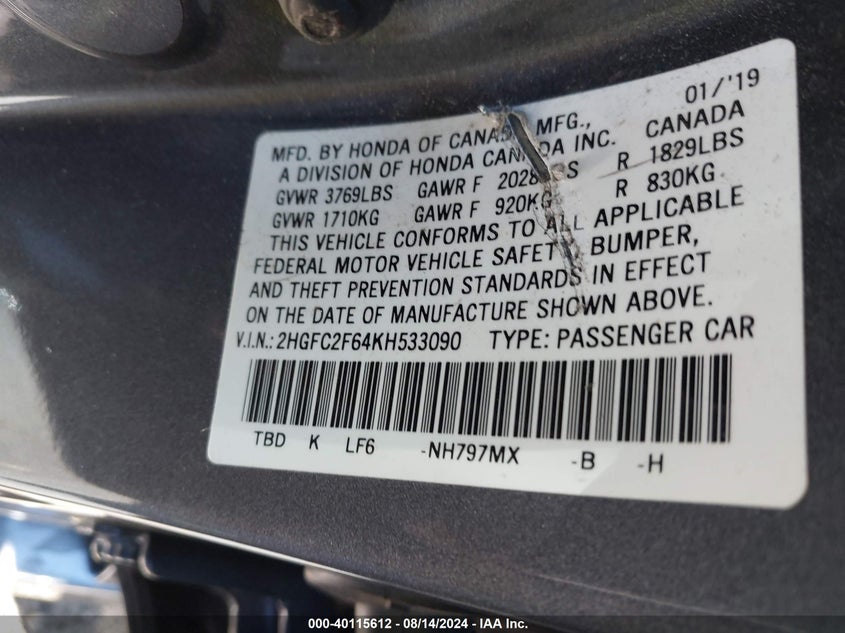 01/'19
MFD. BY HONDA OF CANADA MFG.,
A DIVISION OF HONDA CANADA INC. CANADA
GVWR 3769LBS GAWR F 2028LBS R 1829LBS
GVWR 1710KG GAWR F 920KG R 830KG
THIS VEHICLE CONFORMS TO ALL APPLICABLE
FEDERAL MOTOR VEHICLE SAFETY BUMPER,
AND THEFT PREVENTION STANDARDS IN EFFECT
ON THE DATE OF MANUFACTURE SHOWN ABOVE.
V.I.N.: 2HGFC2F64KH533090 TYPE: PASSENGER CAR
TBD K LF6 -NH797MX -B -H
000-40115612 - 08/14/2024 - IAA Inc.